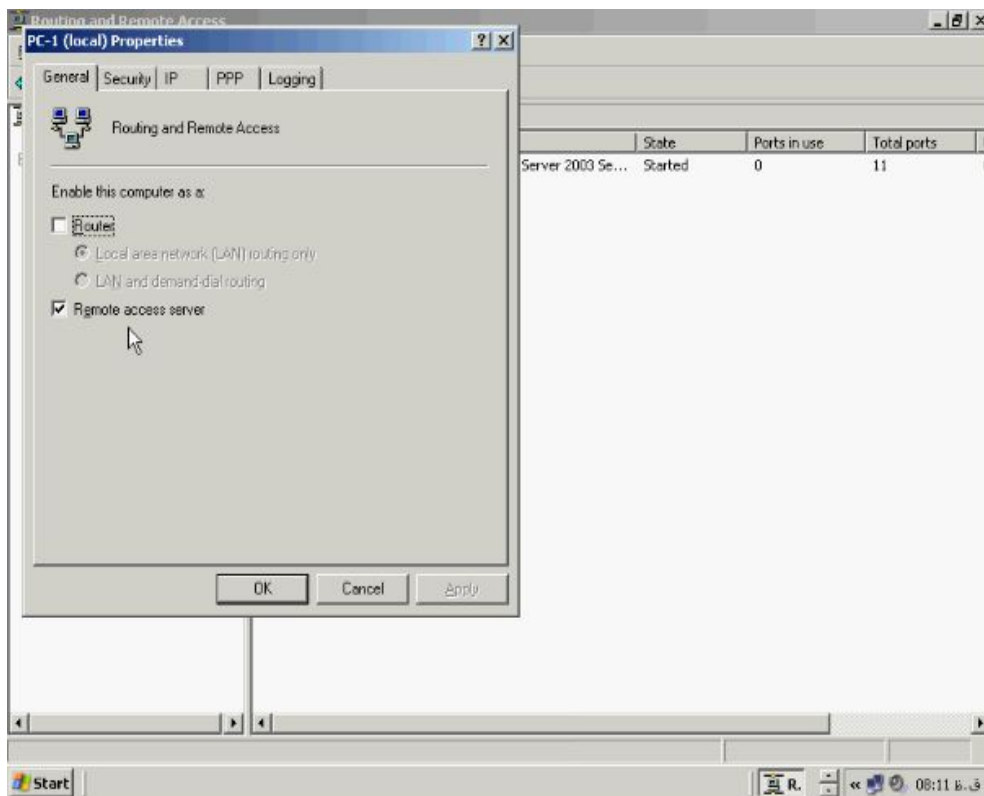 Routing and Remote Access
PC-1 (local) Properties
General Security IP PPP Logging
Routing and Remote Access
State Ports in use Total ports
Server 2003 Se... Started 0 11
Enable this computer as a:
Router
Local area network (LAN) routing only
LAN and demand-dial routing
Remote access server
OK Cancel Apply
Start R. « 08:11 ق.ظ